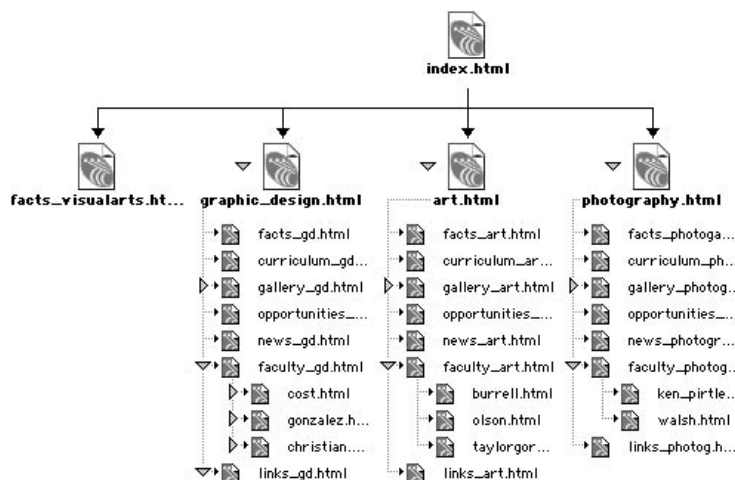 index.html
facts_visualarts.ht...
graphic_design.html
art.html
photography.html
facts_gd.html
curriculum_gd...
gallery_gd.html
opportunities_...
news_gd.html
faculty_gd.html
cost.html
gonzalez.h...
christian....
links_gd.html
facts_art.html
curriculum_ar...
gallery_art.html
opportunities_...
news_art.html
faculty_art.html
burrell.html
olson.html
taylorgor...
links_art.html
facts_photoga...
curriculum_ph...
gallery_photog...
opportunities_...
news_photogr...
faculty_photog...
ken_pirtle...
walsh.html
links_photog.h...